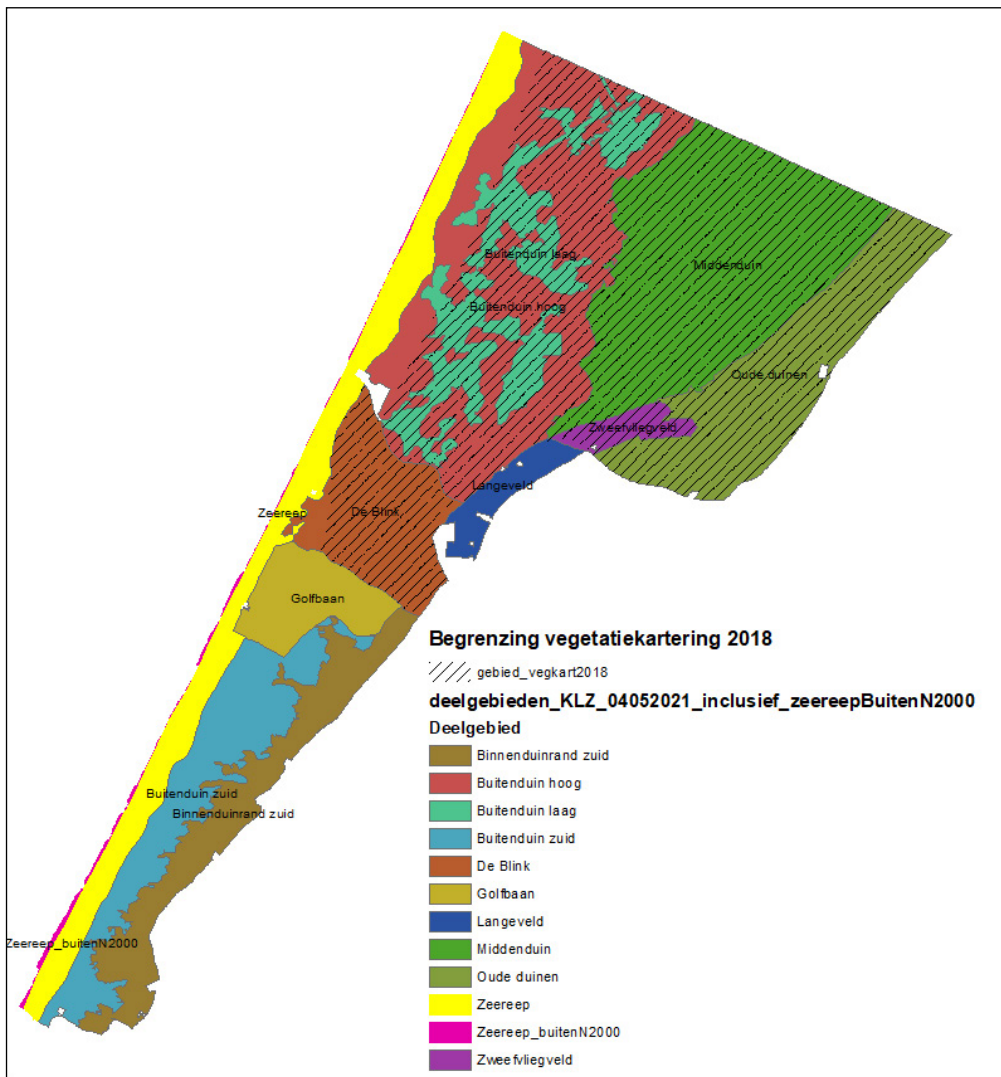 Buitenduin laag
Middenduin
Buitenduin hoog
Oude duinen
Zweefvliegveld
Langeveld
Zeereep
De Blink
Golfbaan
Buitenduin zuid
Binnenduinrand zuid
Zeereep_buitenN2000
Begrenzing vegetatiekartering 2018
gebied_vegkart2018
deelgebieden_KLZ_04052021_inclusief_zeereepBuitenN2000
Deelgebied
Binnenduinrand zuid
Buitenduin hoog
Buitenduin laag
Buitenduin zuid
De Blink
Golfbaan
Langeveld
Middenduin
Oude duinen
Zeereep
Zeereep_buitenN2000
Zweefvliegveld